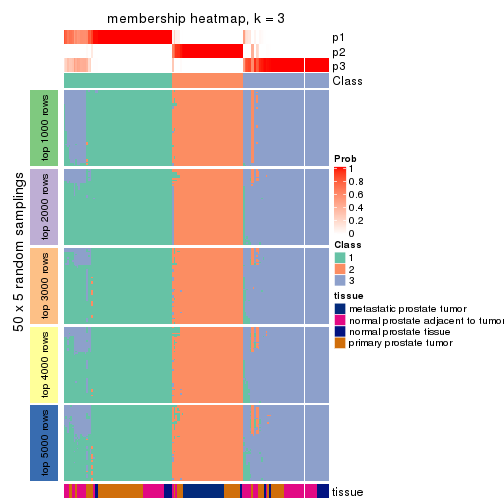 membership heatmap, k = 3
p1
p2
p3
Class
50 x 5 random samplings
top 1000 rows
top 2000 rows
top 3000 rows
top 4000 rows
top 5000 rows
Prob
1
0.8
0.6
0.4
0.2
0
Class
1
2
3
tissue
metastatic prostate tumor
normal prostate adjacent to tumor
normal prostate tissue
primary prostate tumor
tissue